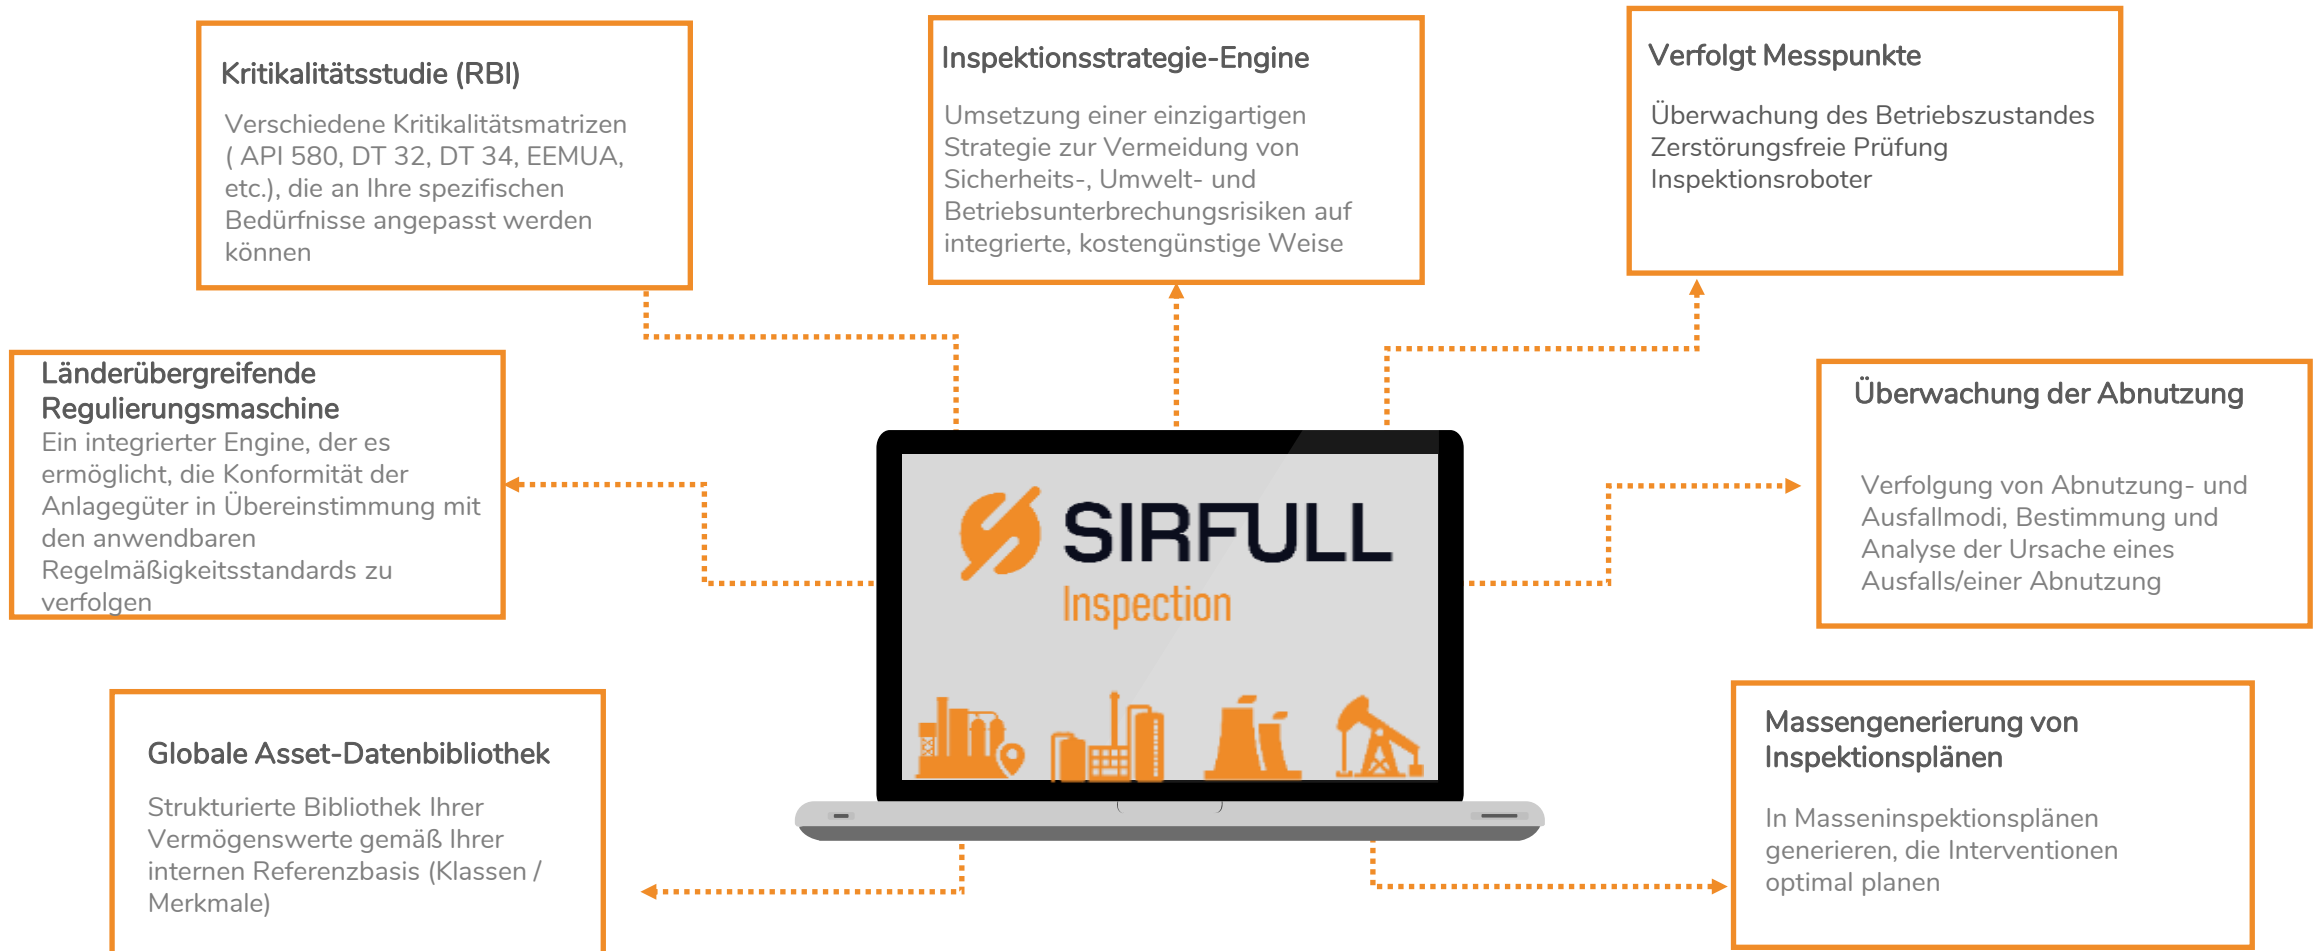 Kritikalitätsstudie (RBI)
Verschiedene Kritikalitätsmatrizen
( API 580, DT 32, DT 34, EEMUA,
etc.), die an Ihre spezifischen
Bedürfnisse angepasst werden
können
Inspektionsstrategie-Engine
Umsetzung einer einzigartigen
Strategie zur Vermeidung von
Sicherheits-, Umwelt- und
Betriebsunterbrechungsrisiken auf
integrierte, kostengünstige Weise
Verfolgt Messpunkte
Überwachung des Betriebszustandes
Zerstörungsfreie Prüfung
Inspektionsroboter
Länderübergreifende
Regulierungsmaschine
Ein integrierter Engine, der es
ermöglicht, die Konformität der
Anlagegüter in Übereinstimmung mit
den anwendbaren
Regelmäßigkeitsstandards zu
verfolgen
SIRFULL
Inspection
Überwachung der Abnutzung
Verfolgung von Abnutzung- und
Ausfallmodi, Bestimmung und
Analyse der Ursache eines
Ausfalls/einer Abnutzung
Globale Asset-Datenbibliothek
Strukturierte Bibliothek Ihrer
Vermögenswerte gemäß Ihrer
internen Referenzbasis (Klassen /
Merkmale)
Massengenerierung von
Inspektionsplänen
In Masseninspektionsplänen
generieren, die Interventionen
optimal planen